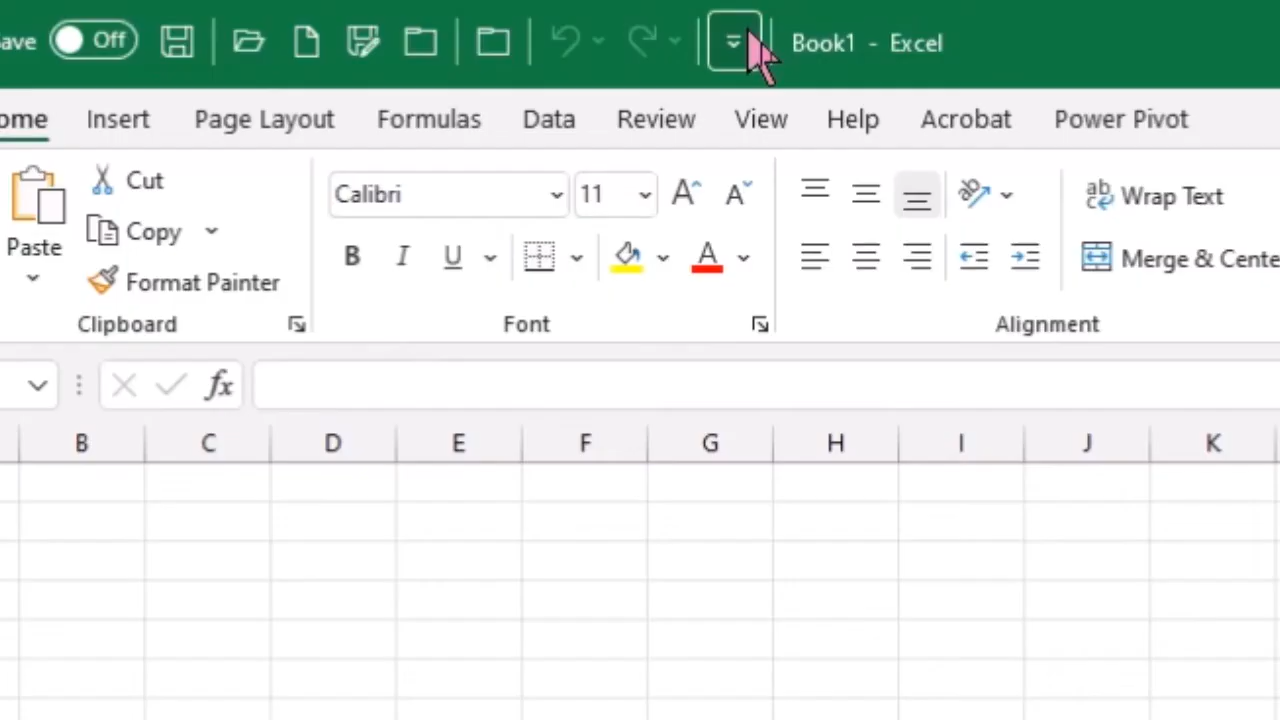 ave Off Book1 - Excel
ome Insert Page Layout Formulas Data Review View Help Acrobat Power Pivot
Paste
Cut
Copy
Format Painter
Clipboard
Calibri 11 A A
B I U A
Font
ab Wrap Text
Merge & Cente
Alignment
fx
B C D E F G H I J K